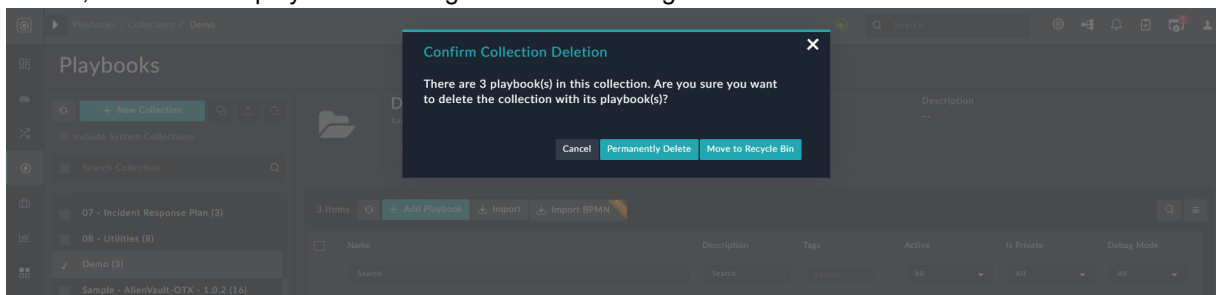 Playbooks / Collections / Demo
Search
Confirm Collection Deletion
There are 3 playbook(s) in this collection. Are you sure you want
to delete the collection with its playbook(s)?
Cancel Permanently Delete Move to Recycle Bin
Playbooks
+ New Collection
Include System Collections
Search Collection
07 - Incident Response Plan (3)
08 - Utilities (8)
Demo (3)
Sample - AlienVault-OTX - 1.0.2 (16)
D
Description
--
3 Items + Add Playbook Import Import BPMN
Name Description Tags Active Is Private Debug Mode
Search Search Search All All All